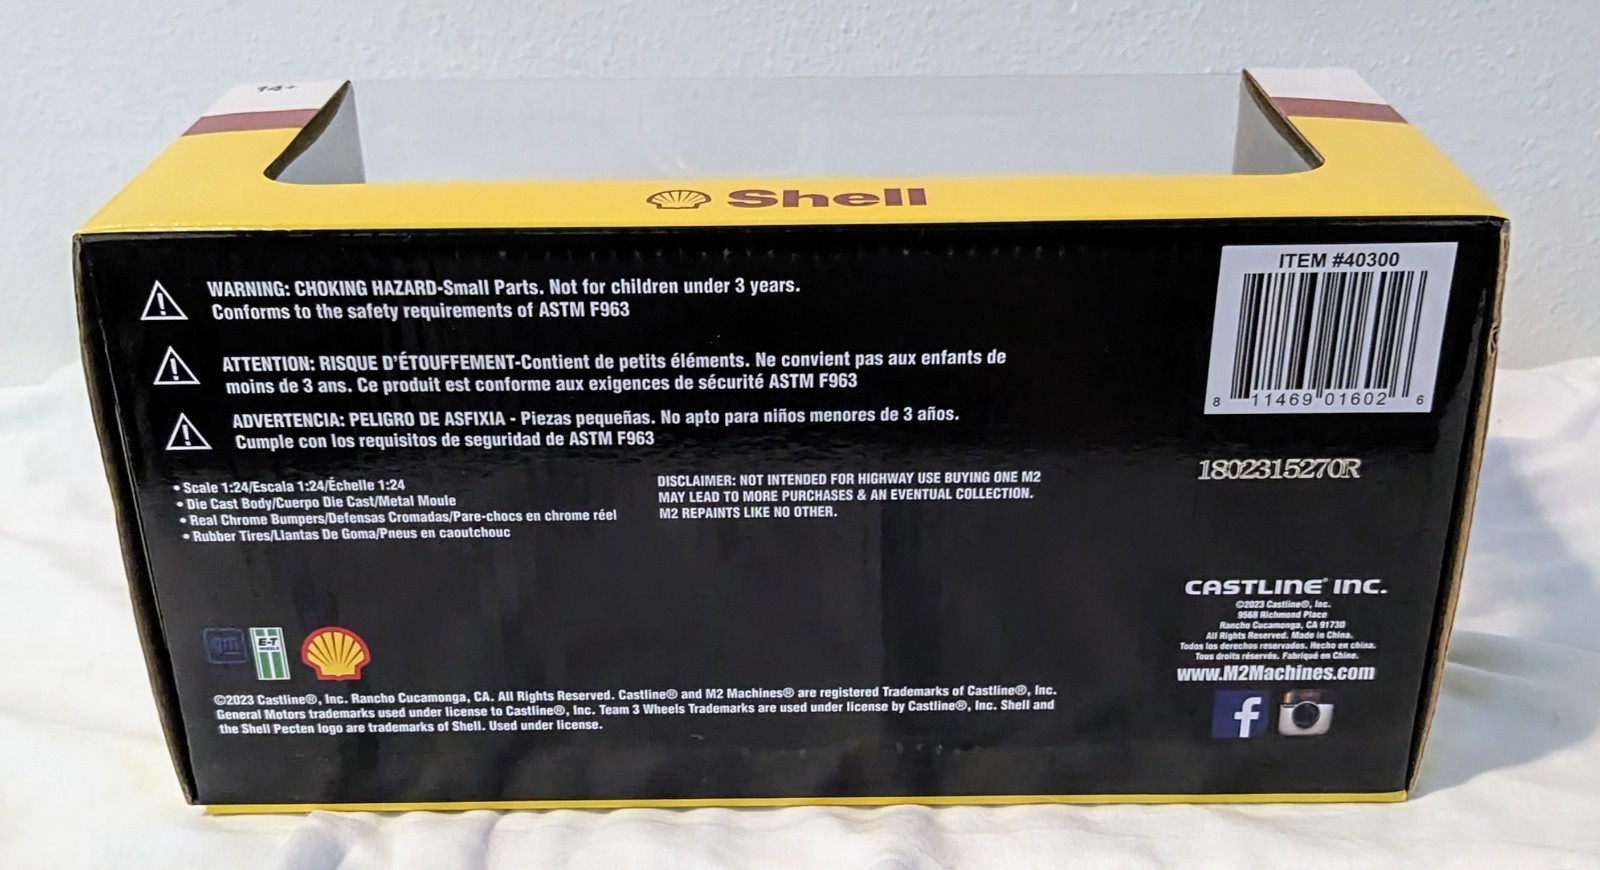 14+
Shell
WARNING: CHOKING HAZARD-Small Parts. Not for children under 3 years.
Conforms to the safety requirements of ASTM F963
ATTENTION: RISQUE D'ÉTOUFFEMENT-Contient de petits éléments. Ne convient pas aux enfants de
moins de 3 ans. Ce produit est conforme aux exigences de sécurité ASTM F963
ADVERTENCIA: PELIGRO DE ASFIXIA - Piezas pequeñas. No apto para niños menores de 3 años.
Cumple con los requisitos de seguridad de ASTM F963
• Scale 1:24/Escala 1:24/Échelle 1:24
• Die Cast Body/Cuerpo Die Cast/Metal Moule
• Real Chrome Bumpers/Defensas Cromadas/Pare-chocs en chrome réel
• Rubber Tires/Llantas De Goma/Pneus en caoutchouc
DISCLAIMER: NOT INTENDED FOR HIGHWAY USE BUYING ONE M2
MAY LEAD TO MORE PURCHASES & AN EVENTUAL COLLECTION.
M2 REPAINTS LIKE NO OTHER.
ITEM #40300
8 11469 01602 6
1802315270R
CASTLINE® INC.
©2023 Castline®, Inc.
9568 Richmond Place
Rancho Cucamonga, CA 91730
All Rights Reserved. Made in China.
Todos los derechos reservados. Hecho en china.
Tous droits réservés. Fabriqué en Chine.
www.M2Machines.com
gm
E-T
WHEELS
©2023 Castline®, Inc. Rancho Cucamonga, CA. All Rights Reserved. Castline® and M2 Machines® are registered Trademarks of Castline®, Inc.
General Motors trademarks used under license to Castline®, Inc. Team 3 Wheels Trademarks are used under license by Castline®, Inc. Shell and
the Shell Pecten logo are trademarks of Shell. Used under license.